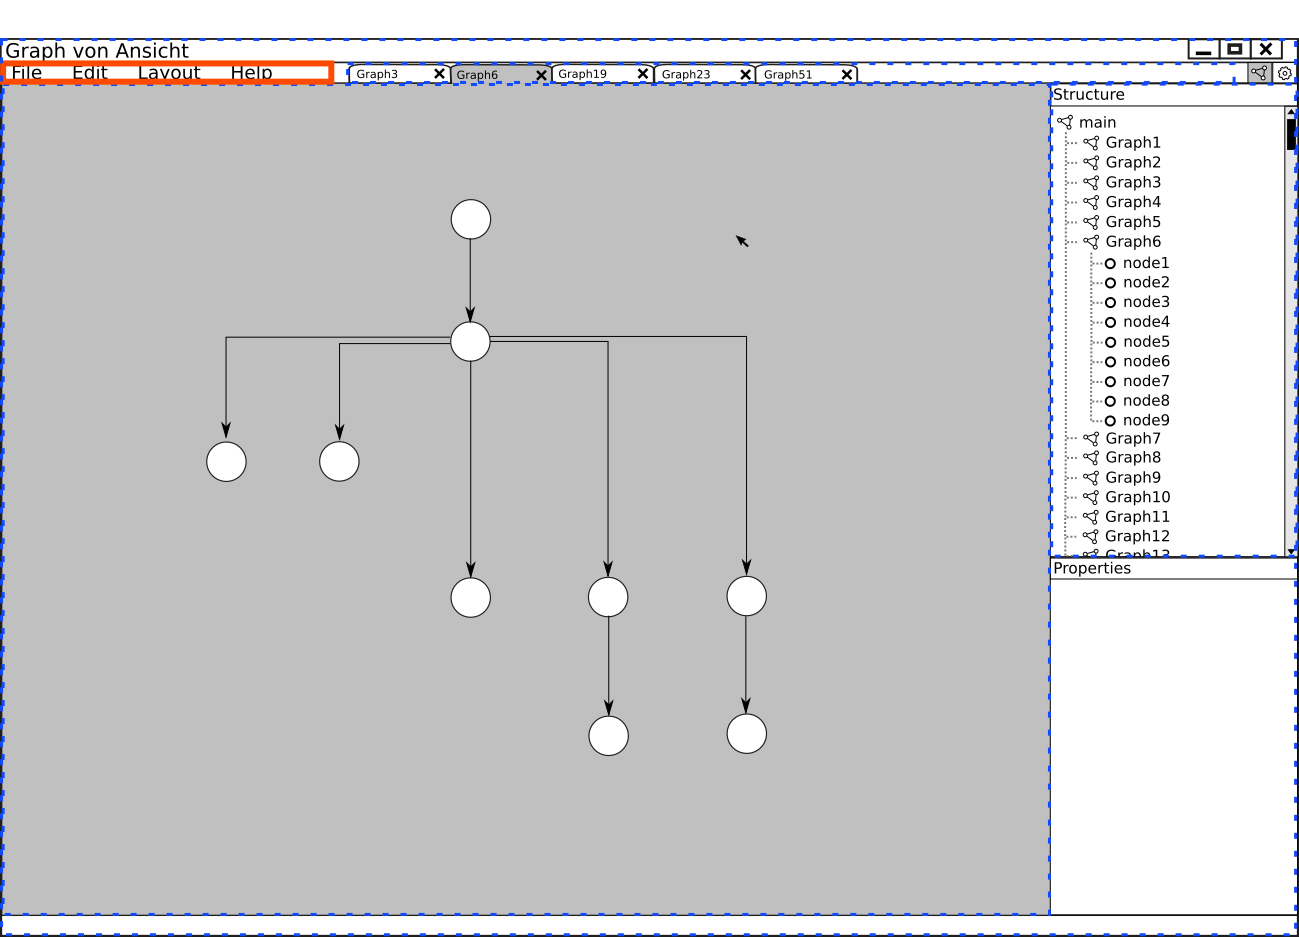 Graph von Ansicht
File Edit Layout Help
Graph3 Graph6 Graph19 Graph23 Graph51
Structure
main
Graph1
Graph2
Graph3
Graph4
Graph5
Graph6
node1
node2
node3
node4
node5
node6
node7
node8
node9
Graph7
Graph8
Graph9
Graph10
Graph11
Graph12
Graph13
Properties